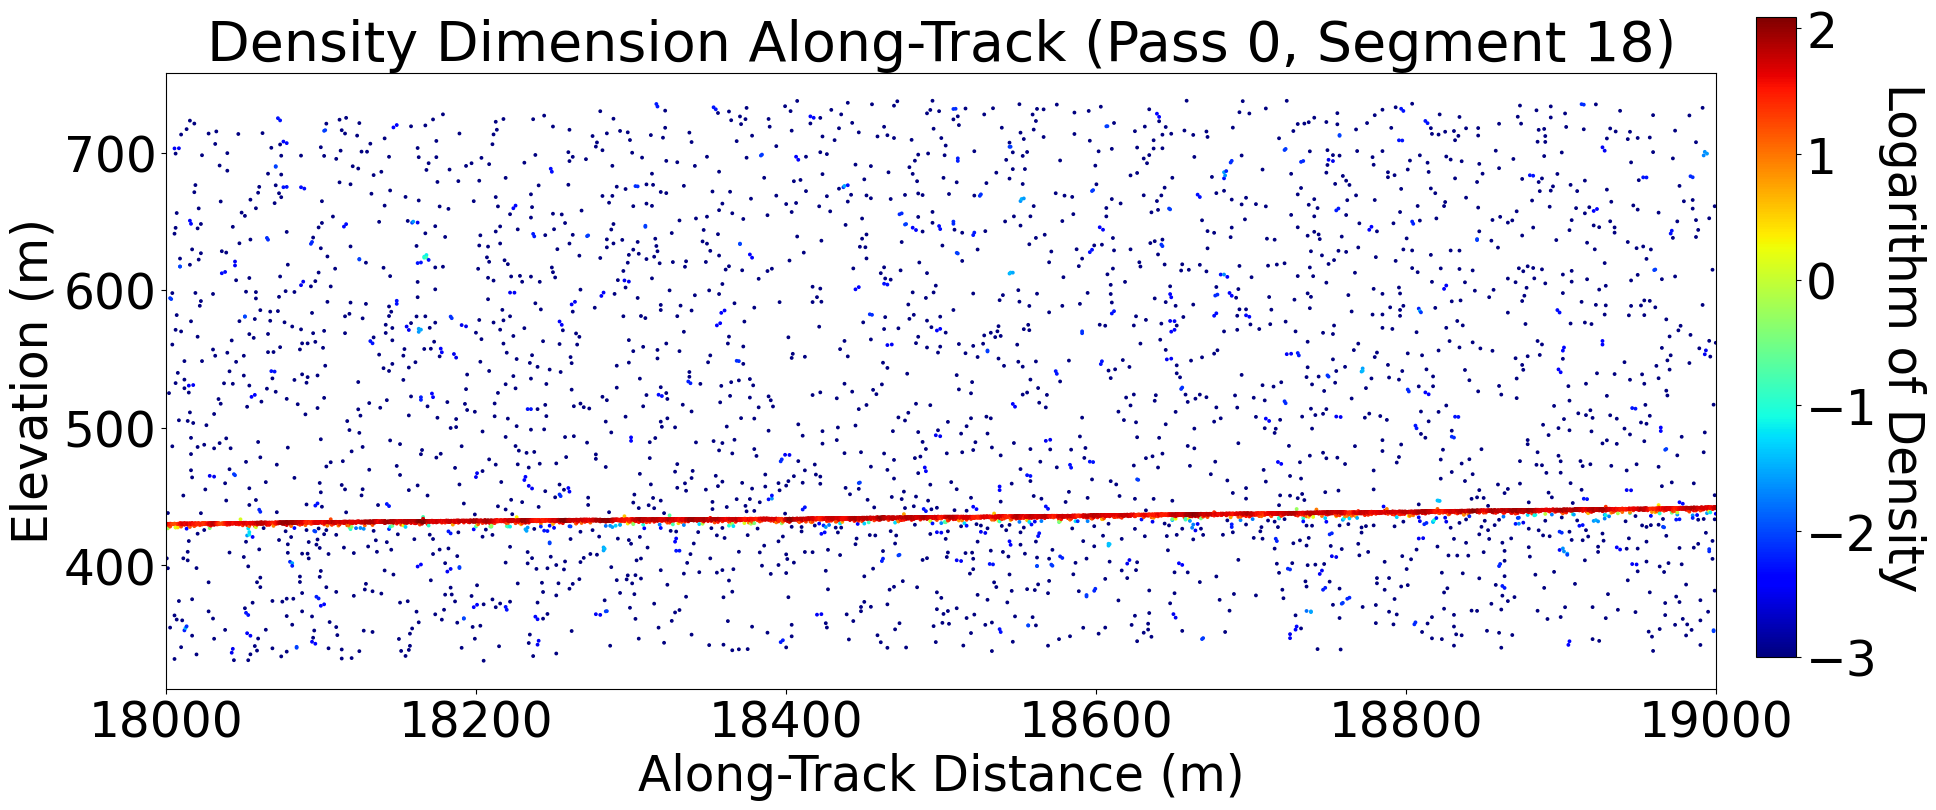 Density Dimension Along-Track (Pass 0, Segment 18)
Elevation (m)
700
600
500
400
18000 18200 18400 18600 18800 19000
Along-Track Distance (m)
2
1
0
−1
−2
−3
Logarithm of Density